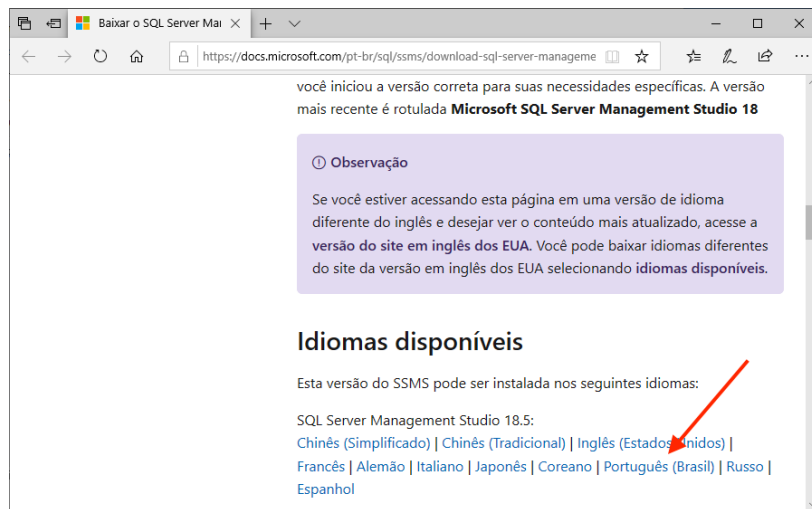 Baixar o SQL Server Mai
https://docs.microsoft.com/pt-br/sql/ssms/download-sql-server-manageme
você iniciou a versão correta para suas necessidades específicas. A versão
mais recente é rotulada Microsoft SQL Server Management Studio 18
Observação
Se você estiver acessando esta página em uma versão de idioma
diferente do inglês e desejar ver o conteúdo mais atualizado, acesse a
versão do site em inglês dos EUA. Você pode baixar idiomas diferentes
do site da versão em inglês dos EUA selecionando idiomas disponíveis.
Idiomas disponíveis
Esta versão do SSMS pode ser instalada nos seguintes idiomas:
SQL Server Management Studio 18.5:
Chinês (Simplificado) | Chinês (Tradicional) | Inglês (Estados Unidos) |
Francês | Alemão | Italiano | Japonês | Coreano | Português (Brasil) | Russo |
Espanhol